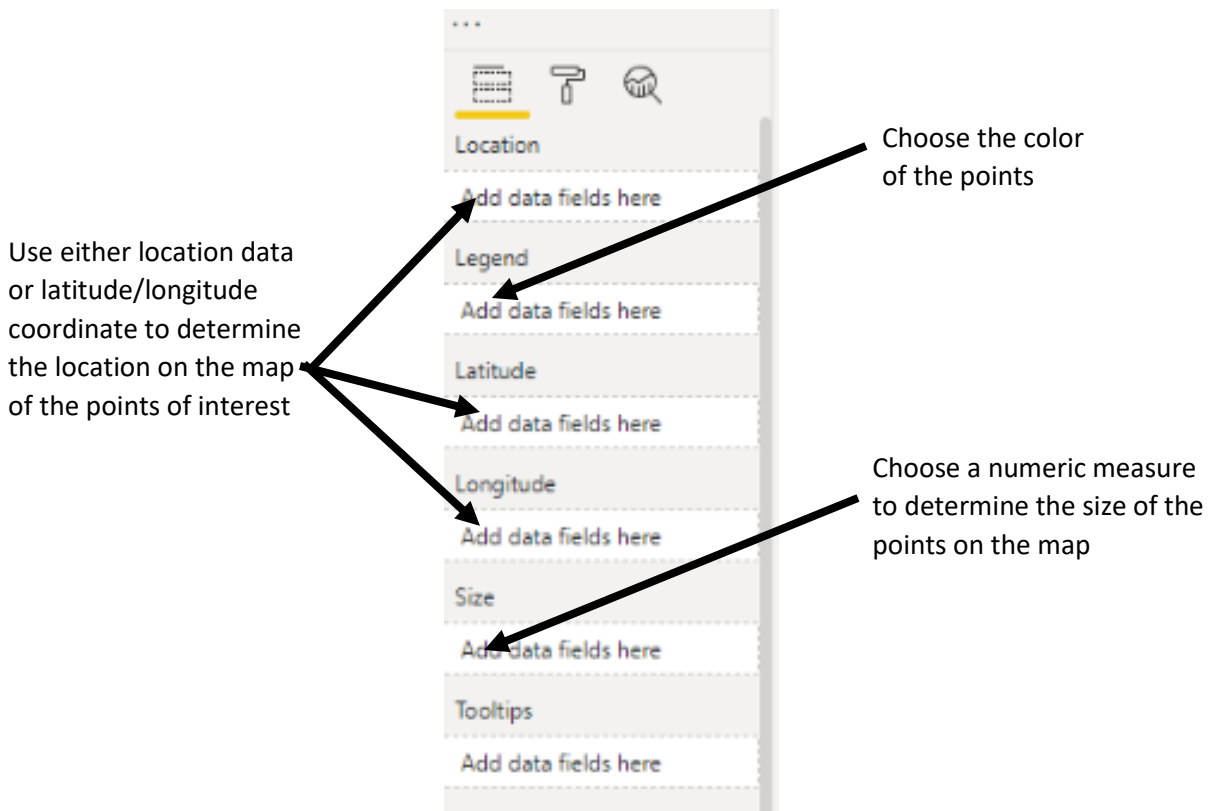 ...
Location
Add data fields here
Legend
Add data fields here
Latitude
Add data fields here
Longitude
Add data fields here
Size
Add data fields here
Tooltips
Add data fields here
Use either location data
or latitude/longitude
coordinate to determine
the location on the map
of the points of interest
Choose the color
of the points
Choose a numeric measure
to determine the size of the
points on the map